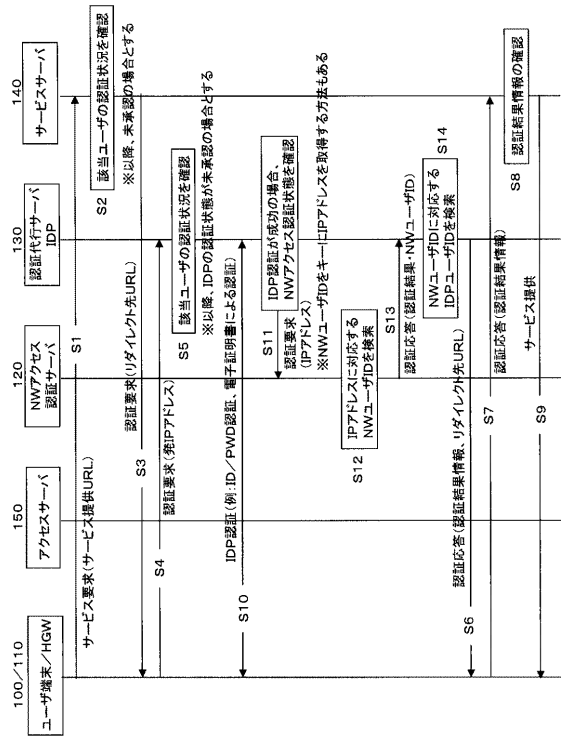 100/110
ユーザ端末/HGW
150
アクセスサーバ
120
NWアクセス
認証サーバ
130
認証代行サーバ
IDP
140
サービスサーバ
サービス要求(サービス提供URL)
S1
S2
該当ユーザの認証状況を確認
※以降、未承認の場合とする
認証要求(リダイレクト先URL)
S3
S4
認証要求(発IPアドレス)
S5
該当ユーザの認証状況を確認
※以降、IDPの認証状態が未承認の場合とする
IDP認証(例:ID/PWD認証、電子証明書による認証)
S10
IDP認証が成功の場合、
NWアクセス認証状態を確認
S11
認証要求
(IPアドレス)
※NWユーザIDをキーにIPアドレスを取得する方法もある
IPアドレスに対応する
NWユーザIDを検索
S12
S13
認証応答(認証結果・NWユーザID)
NWユーザIDに対応する
IDPユーザIDを検索
S14
認証応答(認証結果情報、リダイレクト先URL)
S6
S7
認証応答(認証結果情報)
S8
認証結果情報の確認
サービス提供
S9